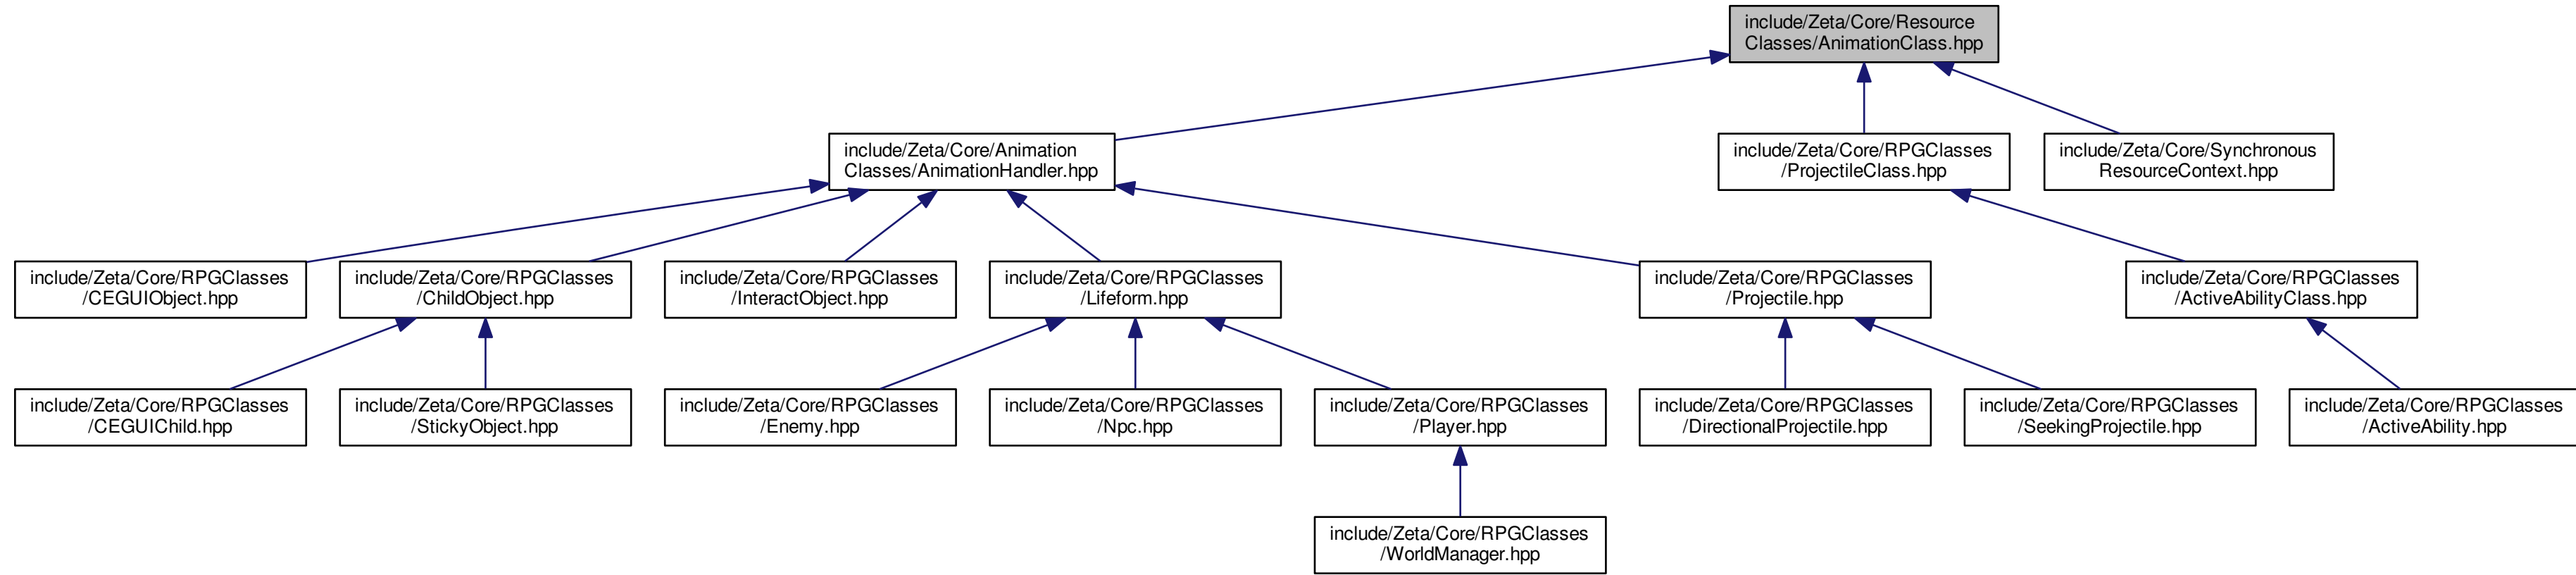 include/Zeta/Core/Resource
Classes/AnimationClass.hpp
include/Zeta/Core/Animation
Classes/AnimationHandler.hpp
include/Zeta/Core/RPGClasses
/ProjectileClass.hpp
include/Zeta/Core/Synchronous
ResourceContext.hpp
include/Zeta/Core/RPGClasses
/CEGUIObject.hpp
include/Zeta/Core/RPGClasses
/ChildObject.hpp
include/Zeta/Core/RPGClasses
/InteractObject.hpp
include/Zeta/Core/RPGClasses
/Lifeform.hpp
include/Zeta/Core/RPGClasses
/Projectile.hpp
include/Zeta/Core/RPGClasses
/ActiveAbilityClass.hpp
include/Zeta/Core/RPGClasses
/CEGUIChild.hpp
include/Zeta/Core/RPGClasses
/StickyObject.hpp
include/Zeta/Core/RPGClasses
/Enemy.hpp
include/Zeta/Core/RPGClasses
/Npc.hpp
include/Zeta/Core/RPGClasses
/Player.hpp
include/Zeta/Core/RPGClasses
/DirectionalProjectile.hpp
include/Zeta/Core/RPGClasses
/SeekingProjectile.hpp
include/Zeta/Core/RPGClasses
/ActiveAbility.hpp
include/Zeta/Core/RPGClasses
/WorldManager.hpp